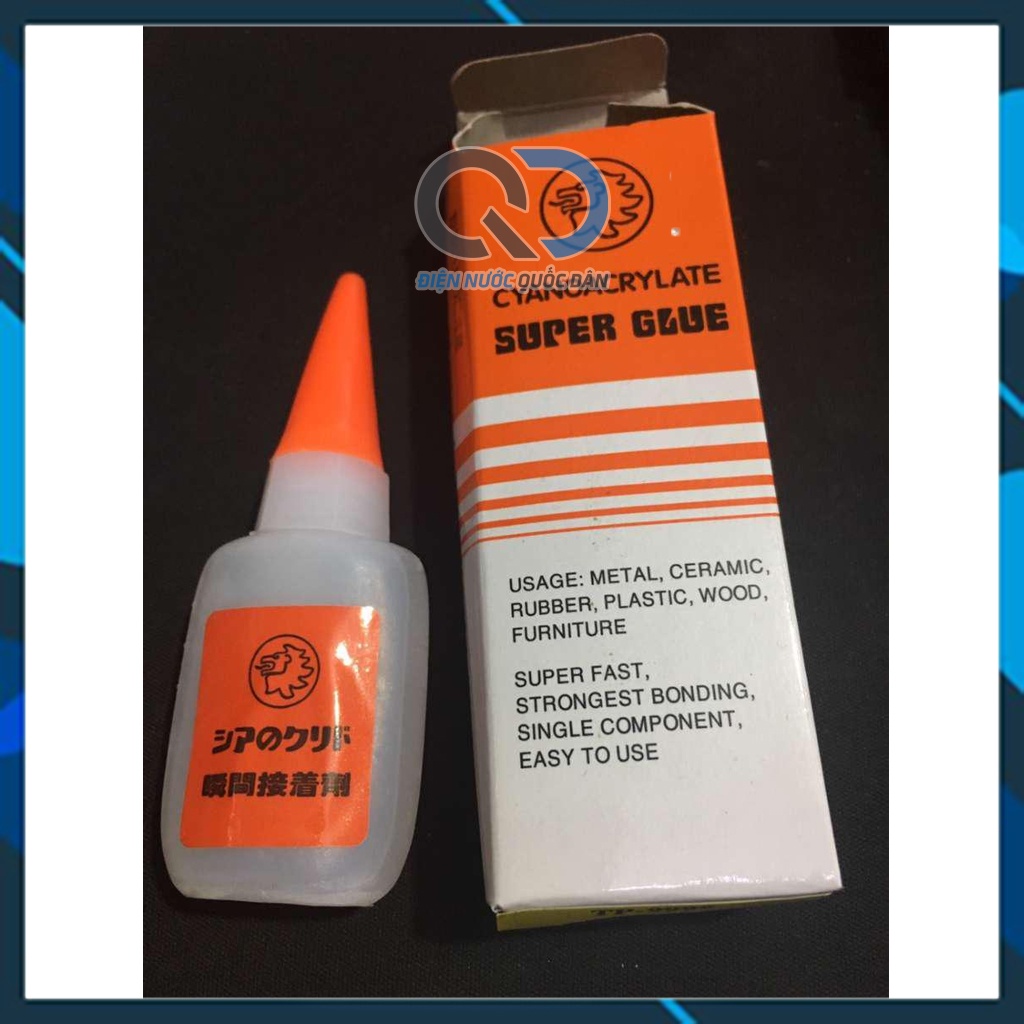 QD
ĐIỆN NƯỚC QUỐC DÂN
CYANOACRYLATE
SUPER GLUE
USAGE: METAL, CERAMIC,
RUBBER, PLASTIC, WOOD,
FURNITURE
SUPER FAST,
STRONGEST BONDING,
SINGLE COMPONENT,
EASY TO USE
シアのクリド
瞬間接着剤